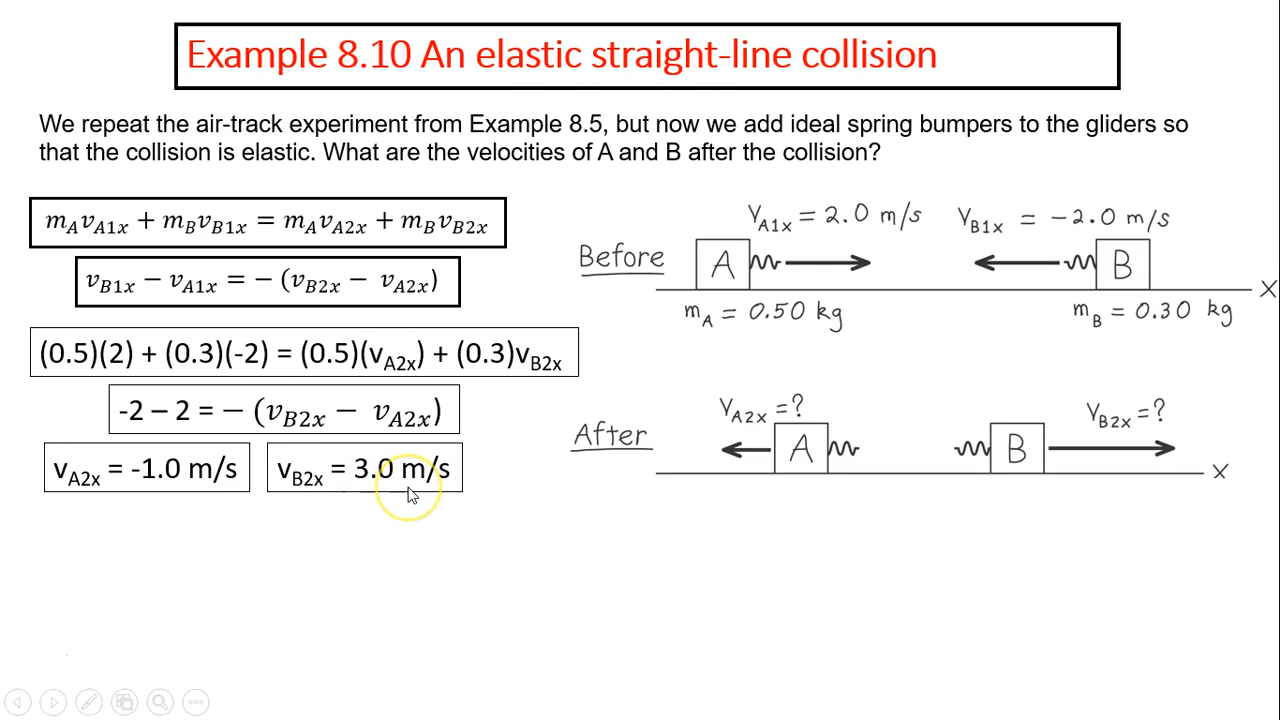 Example 8.10 An elastic straight-line collision
We repeat the air-track experiment from Example 8.5, but now we add ideal spring bumpers to the gliders so
that the collision is elastic. What are the velocities of A and B after the collision?
m_A v_A1x + m_B v_B1x = m_A v_A2x + m_B v_B2x
v_B1x − v_A1x = − (v_B2x − v_A2x)
(0.5)(2) + (0.3)(-2) = (0.5)(v_A2x) + (0.3)v_B2x
-2 – 2 = − (v_B2x − v_A2x)
v_A2x = -1.0 m/s
v_B2x = 3.0 m/s
V_A1x = 2.0 m/s
V_B1x = -2.0 m/s
Before
A
B
x
m_A = 0.50 kg
m_B = 0.30 kg
V_A2x = ?
V_B2x = ?
After
A
B
x